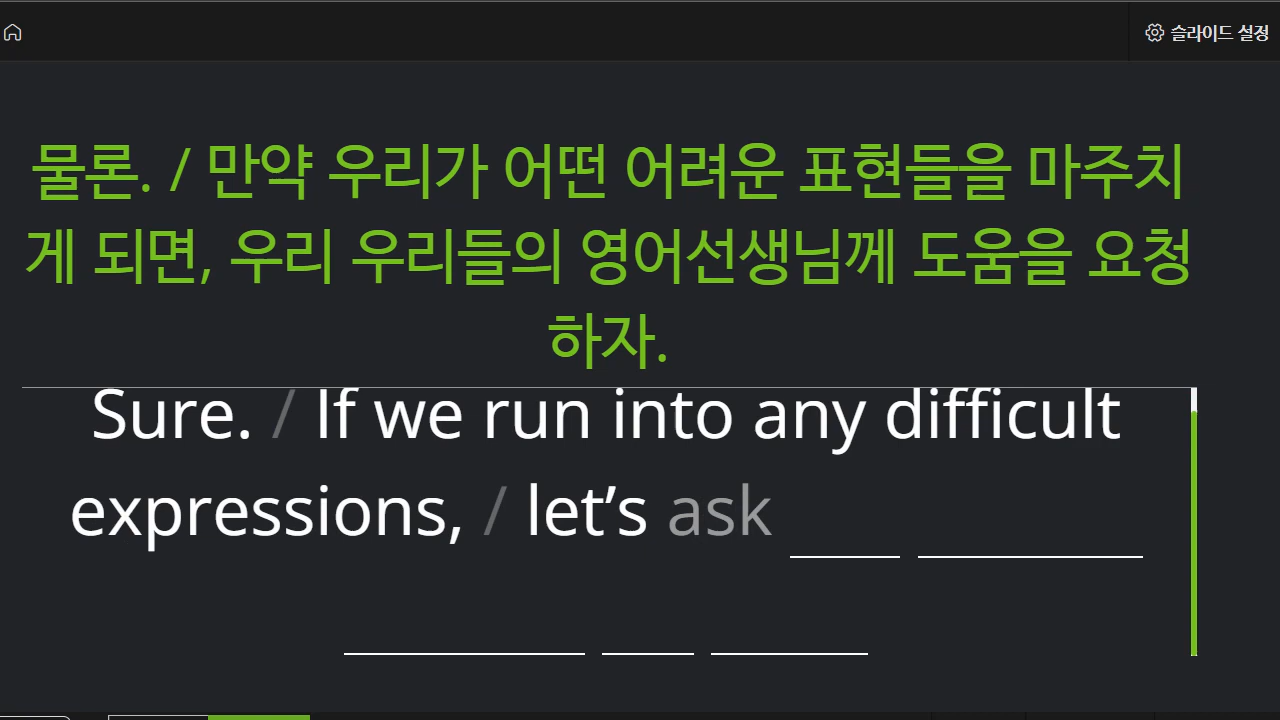 슬라이드 설정
물론. / 만약 우리가 어떤 어려운 표현들을 마주치
게 되면, 우리 우리들의 영어선생님께 도움을 요청
하자.
Sure. / If we run into any difficult
expressions, / let’s ask